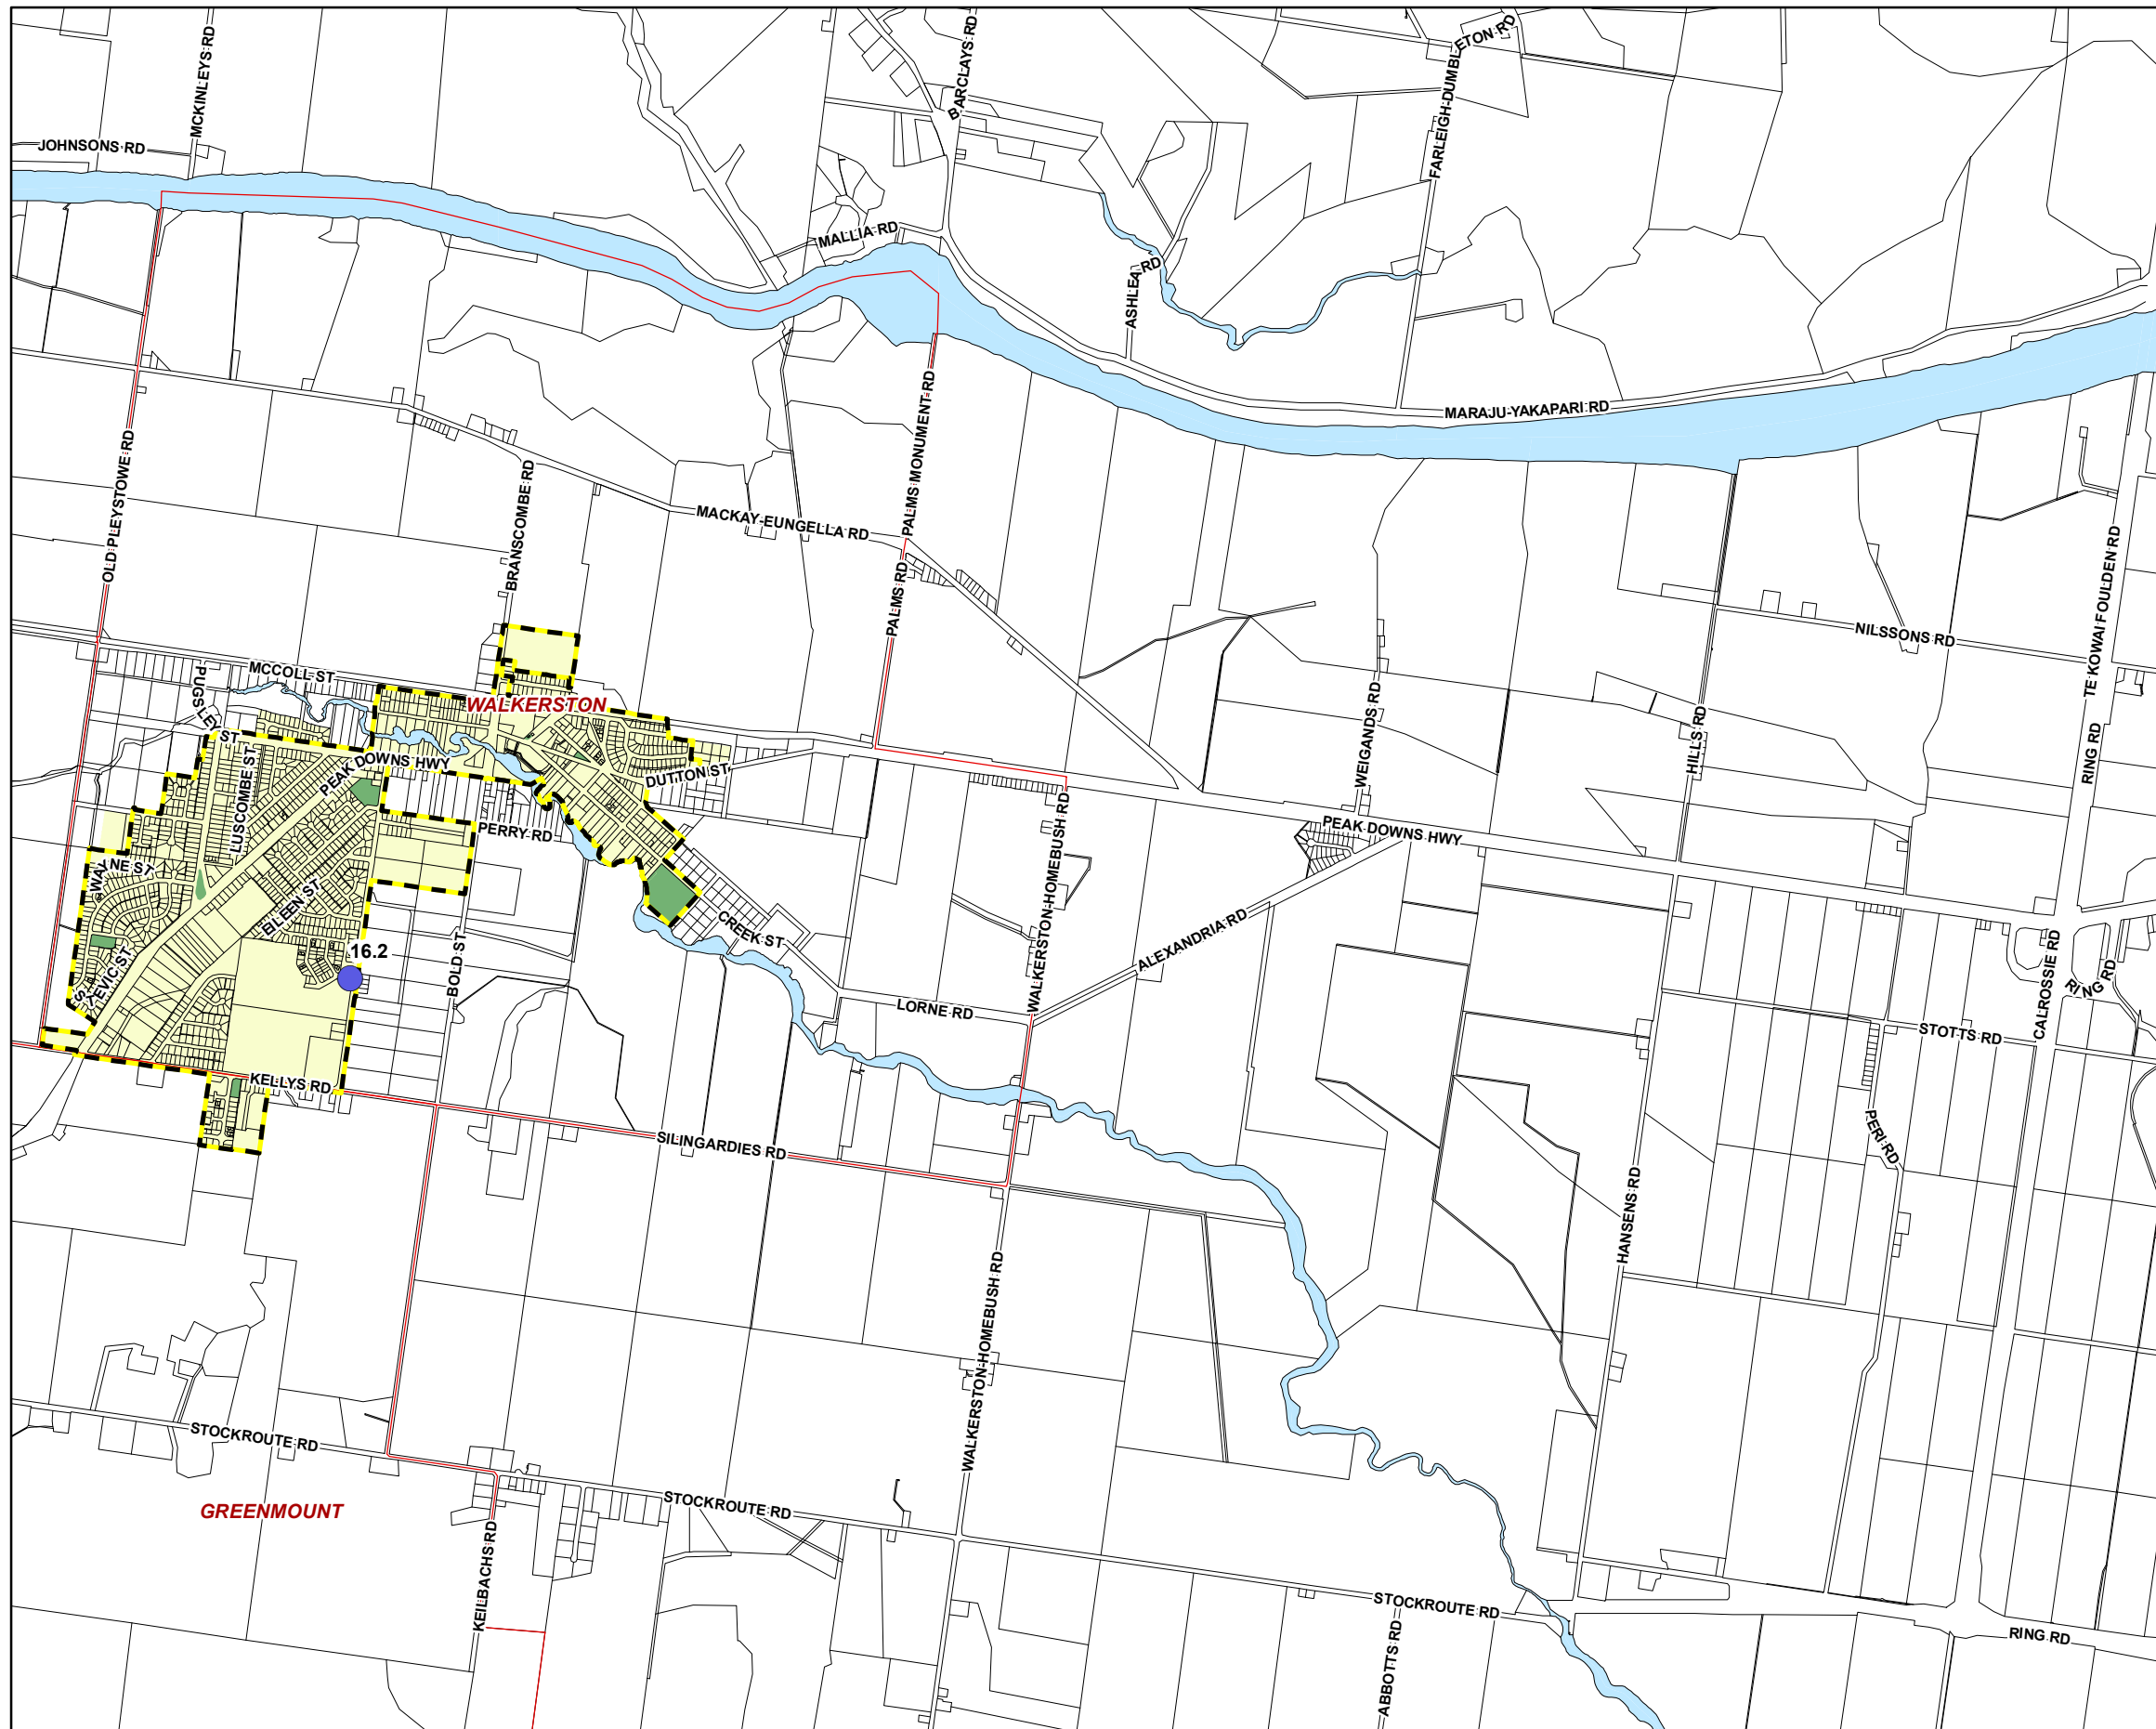 MCKINLEYS RD
BARCLAYS RD
FARLEIGH-DUMBLETON RD
JOHNSONS RD
MALLIA RD
ASHLEA RD
MARAJU-YAKAPARI RD
PALMS MONUMENT RD
OLD PLEYSTOWE RD
BRANSCOMBE RD
MACKAY-EUNGELLA RD
PALMS RD
TE KOWAI FOULDEN RD
NILSSONS RD
MCCOLL ST
PUGSLEY ST
WALKERSTON
WEIGANDS RD
HILLS RD
RING RD
LUSCOMBE ST
PEAK DOWNS HWY
DUTTON ST
PERRY RD
WALKERSTON-HOMEBUSH RD
PEAK DOWNS HWY
WAYNE ST
EILEEN ST
CREEK ST
ALEXANDRIA RD
16.2
BOLD ST
CALROSSIE RD
RING RD
LORNE RD
STOTTS RD
KELLYS RD
SILINGARDIES RD
PERI RD
HANSENS RD
WALKERSTON-HOMEBUSH RD
STOCKROUTE RD
GREENMOUNT
STOCKROUTE RD
KEILBACHS RD
STOCKROUTE RD
ABBOTTS RD
RING RD